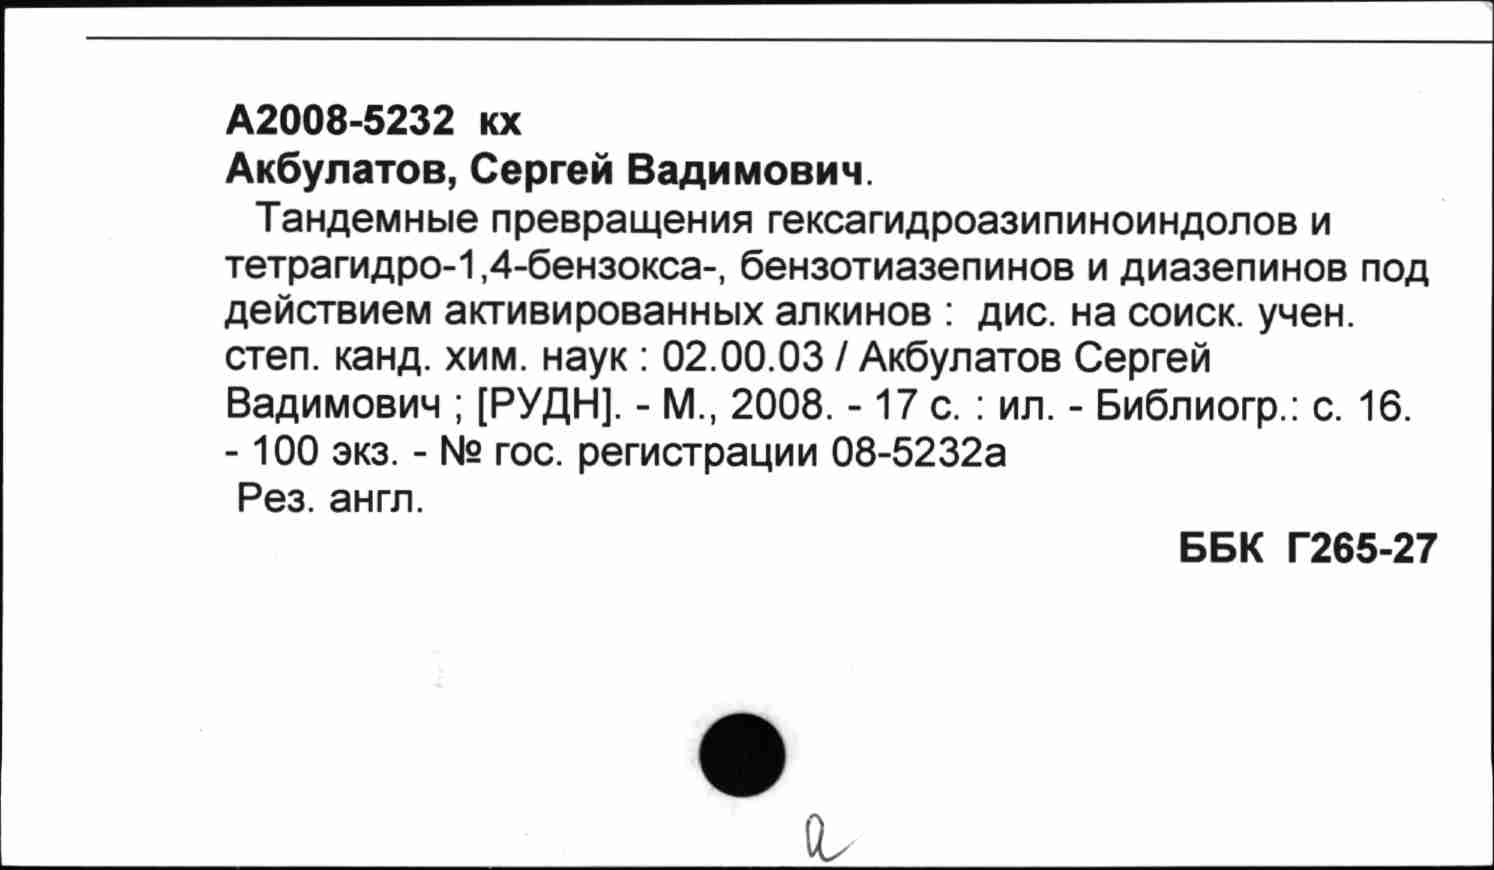 А2008-5232 кх
Акбулатов, Сергей Вадимович.
Тандемные превращения гексагидроазипиноиндолов и
тетрагидро-1,4-бензокса-, бензотиазепинов и диазепинов под
действием активированных алкинов : дис. на соиск. учен.
степ. канд. хим. наук : 02.00.03 / Акбулатов Сергей
Вадимович ; [РУДН]. - М., 2008. - 17 с. : ил. - Библиогр.: с. 16.
- 100 экз. - № гос. регистрации 08-5232а
Рез. англ.
ББК Г265-27
а